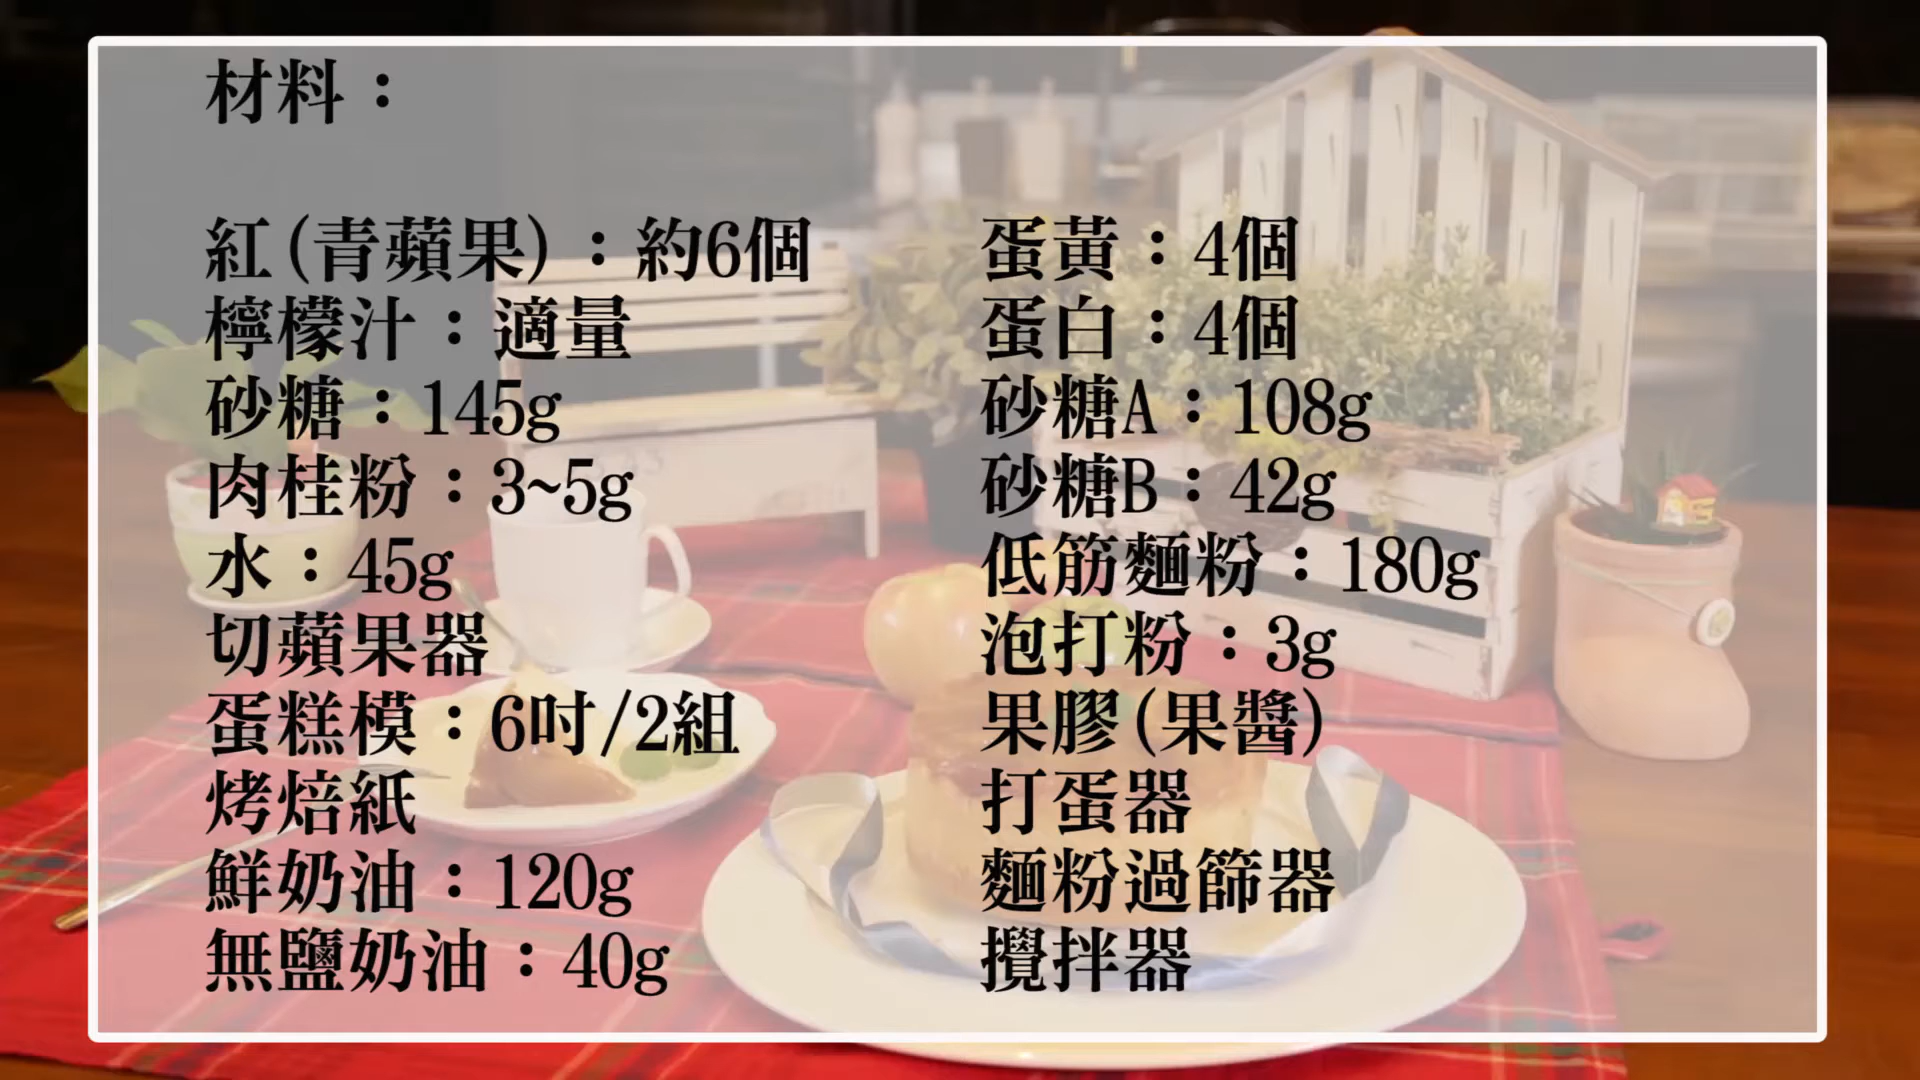 材料：
紅(青蘋果)：約6個
檸檬汁：適量
砂糖：145g
肉桂粉：3~5g
水：45g
切蘋果器
蛋糕模：6吋/2組
烤焙紙
鮮奶油：120g
無鹽奶油：40g
蛋黃：4個
蛋白：4個
砂糖A：108g
砂糖B：42g
低筋麵粉：180g
泡打粉：3g
果膠(果醬)
打蛋器
麵粉過篩器
攪拌器